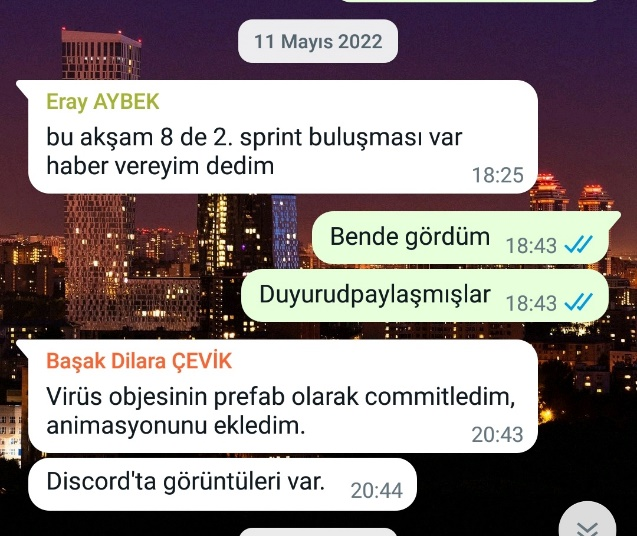 11 Mayıs 2022
Eray AYBEK
bu akşam 8 de 2. sprint buluşması var
haber vereyim dedim
18:25
Bende gördüm 18:43
Duyurudpaylaşmışlar 18:43
Başak Dilara ÇEVİK
Virüs objesinin prefab olarak commitledim,
animasyonunu ekledim.
20:43
Discord'ta görüntüleri var. 20:44